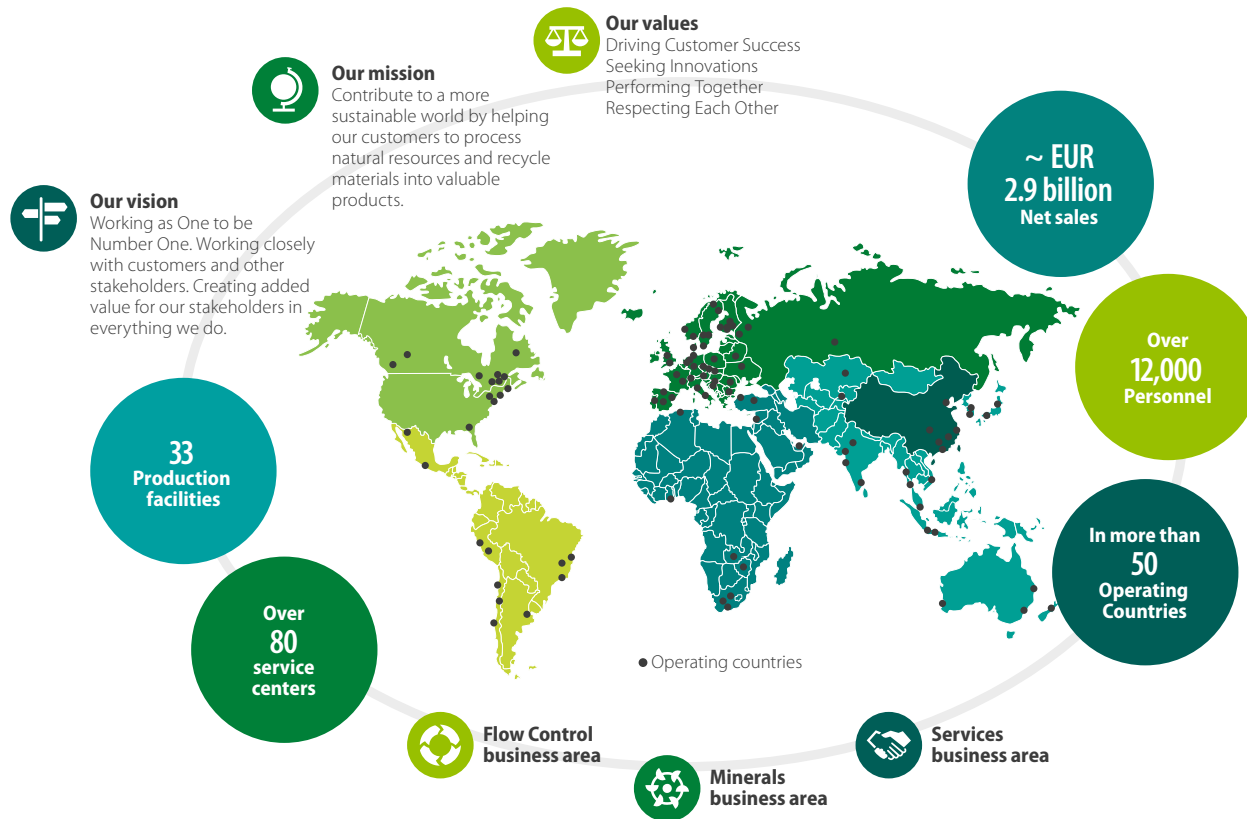 Our values
Driving Customer Success
Seeking Innovations
Performing Together
Respecting Each Other
Our mission
Contribute to a more
sustainable world by helping
our customers to process
natural resources and recycle
materials into valuable
products.
Our vision
Working as One to be
Number One. Working closely
with customers and other
stakeholders. Creating added
value for our stakeholders in
everything we do.
~ EUR
2.9 billion
Net sales
Over
12,000
Personnel
33
Production
facilities
In more than
50
Operating
Countries
Over
80
service
centers
Operating countries
Flow Control
business area
Services
business area
Minerals
business area